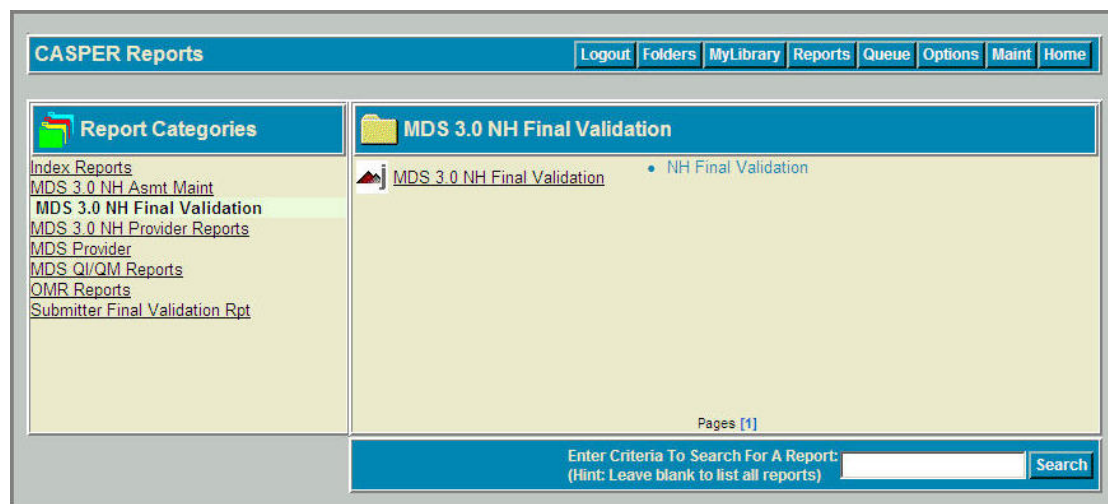 CASPER Reports
Logout Folders MyLibrary Reports Queue Options Maint Home
Report Categories
Index Reports
MDS 3.0 NH Asmt Maint
MDS 3.0 NH Final Validation
MDS 3.0 NH Provider Reports
MDS Provider
MDS QI/QM Reports
OMR Reports
Submitter Final Validation Rpt
MDS 3.0 NH Final Validation
j MDS 3.0 NH Final Validation • NH Final Validation
Pages [1]
Enter Criteria To Search For A Report:
(Hint: Leave blank to list all reports)
Search